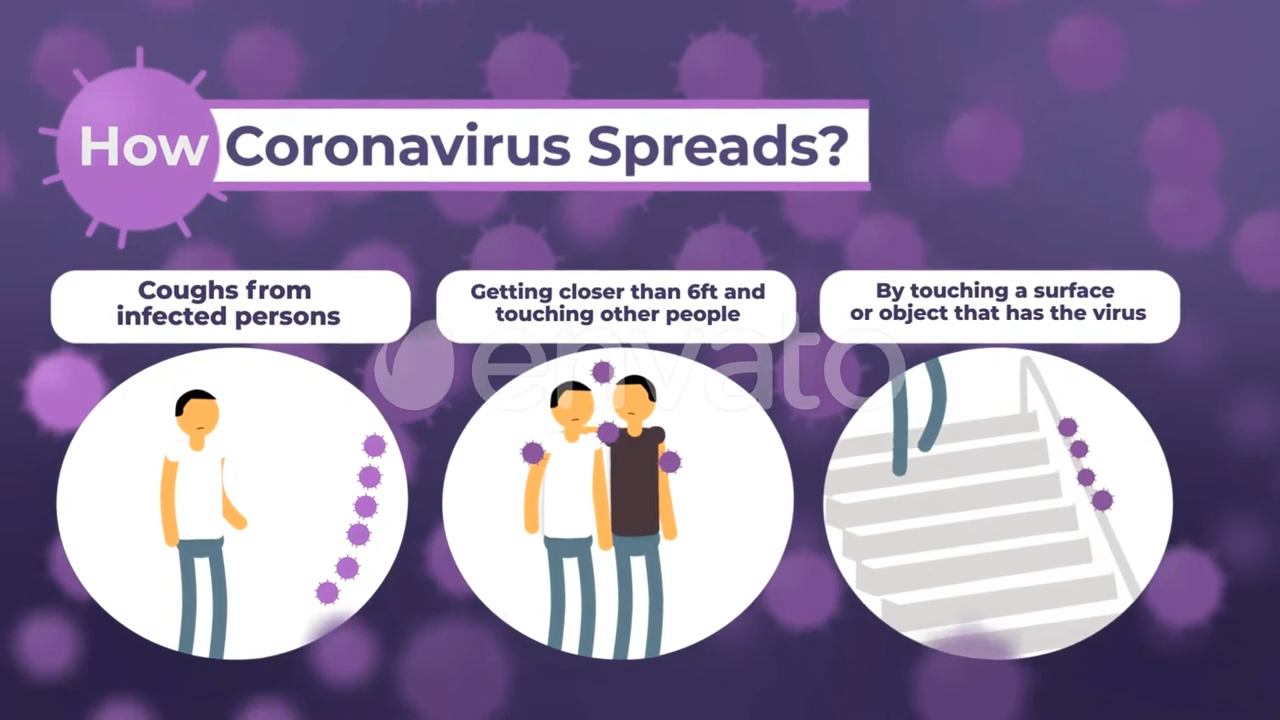 How Coronavirus Spreads?
Coughs from
infected persons
Getting closer than 6ft and
touching other people
By touching a surface
or object that has the virus
envato